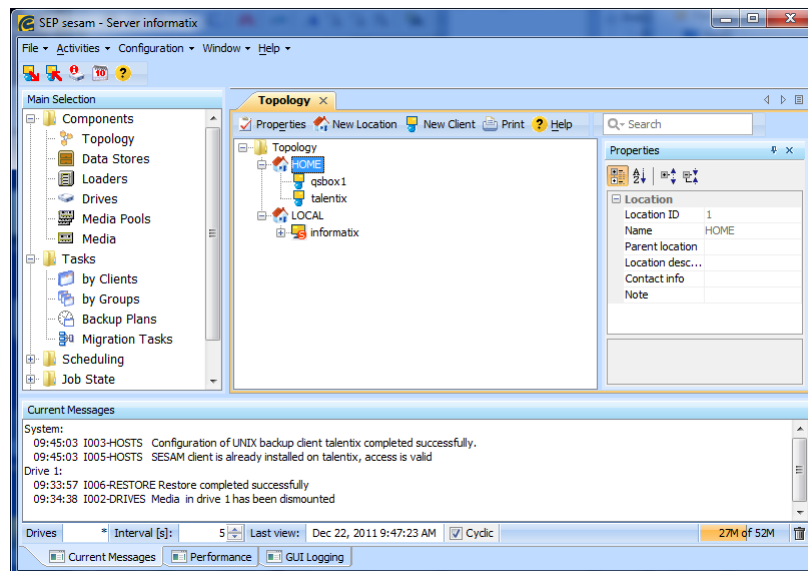 SEP sesam - Server informatix
File Activities Configuration Window Help
10 ?
Main Selection
Components
Topology
Data Stores
Loaders
Drives
Media Pools
Media
Tasks
by Clients
by Groups
Backup Plans
Migration Tasks
Scheduling
Job State
Topology
Properties New Location New Client Print ? Help
Search
Topology
HOME
qsbox1
talentix
LOCAL
informatix
Properties
Location
Location ID 1
Name HOME
Parent location
Location desc...
Contact info
Note
Current Messages
System:
09:45:03 I003-HOSTS Configuration of UNIX backup client talentix completed successfully.
09:45:03 I005-HOSTS SESAM client is already installed on talentix, access is valid
Drive 1:
09:33:57 I006-RESTORE Restore completed successfully
09:34:38 I002-DRIVES Media in drive 1 has been dismounted
Drives * Interval [s]: 5 Last view: Dec 22, 2011 9:47:23 AM Cyclic 27M of 52M
Current Messages Performance GUI Logging